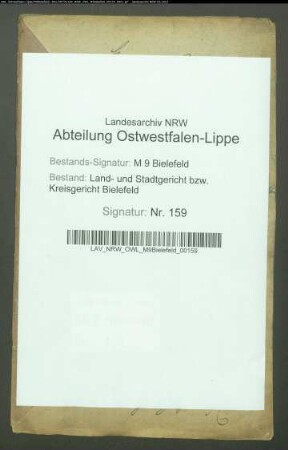 Landesarchiv NRW
Abteilung Ostwestfalen-Lippe
Bestands-Signatur: M 9 Bielefeld
Bestand: Land- und Stadtgericht bzw.
Kreisgericht Bielefeld
Signatur: Nr. 159
LAV_NRW_OWL_M9Bielefeld_00159